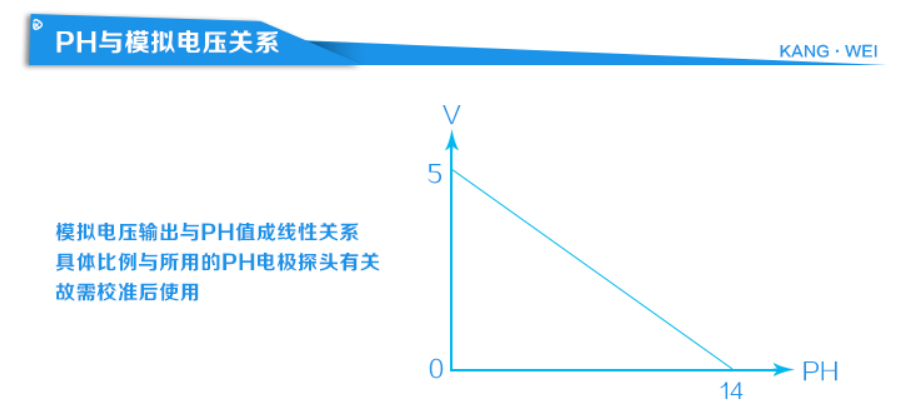 PH与模拟电压关系
KANG · WEI
V
5
模拟电压输出与PH值成线性关系
具体比例与所用的PH电极探头有关
故需校准后使用
0
PH
14